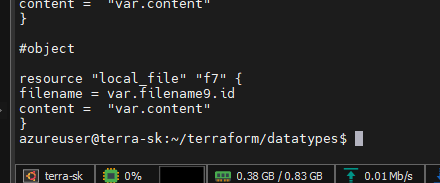 content =  "var.content"
}
#object
resource "local_file" "f7" {
filename = var.filename9.id
content =  "var.content"
}
azureuser@terra-sk:~/terraform/datatypes$
terra-sk 0% 0.38 GB / 0.83 GB 0.01 Mb/s